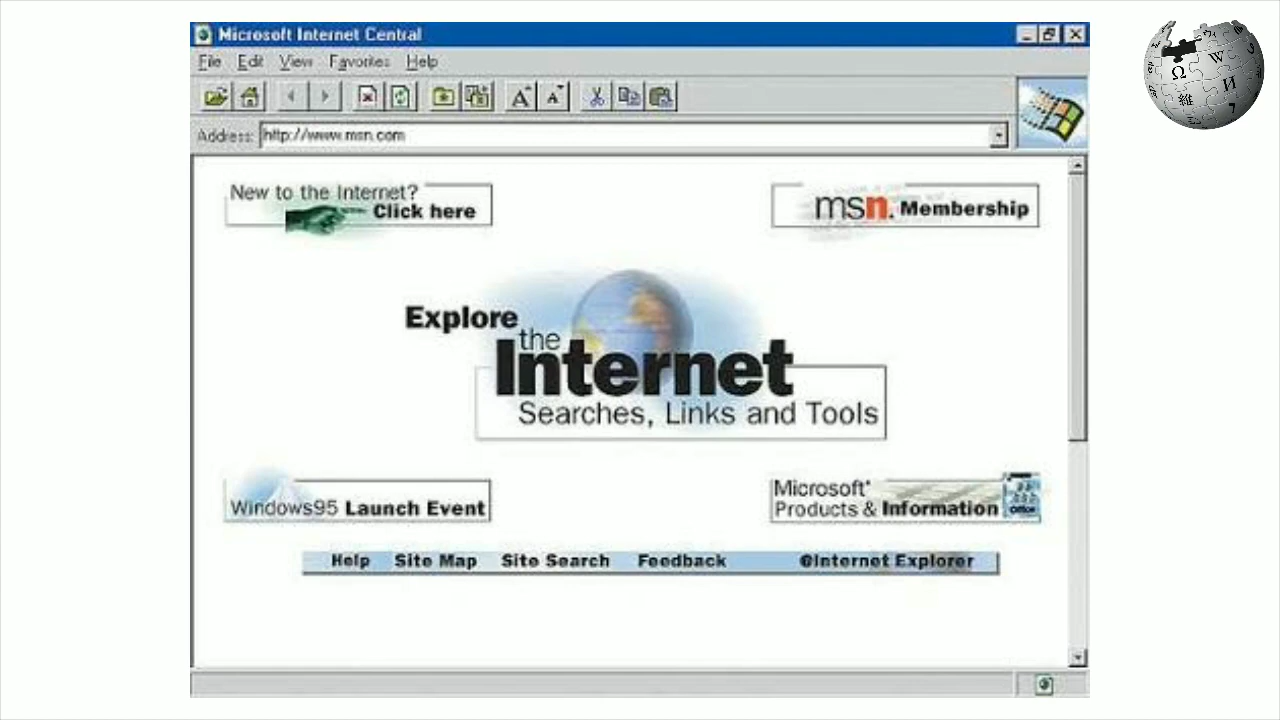 Microsoft Internet Central
File Edit View Favorites Help
A A
Address: http://www.msn.com
New to the Internet?
Click here
msn. Membership
Explore
the
Internet
Searches, Links and Tools
Windows95 Launch Event
Microsoft
Products & Information
Office
Help Site Map Site Search Feedback @Internet Explorer
Ω W
維 И